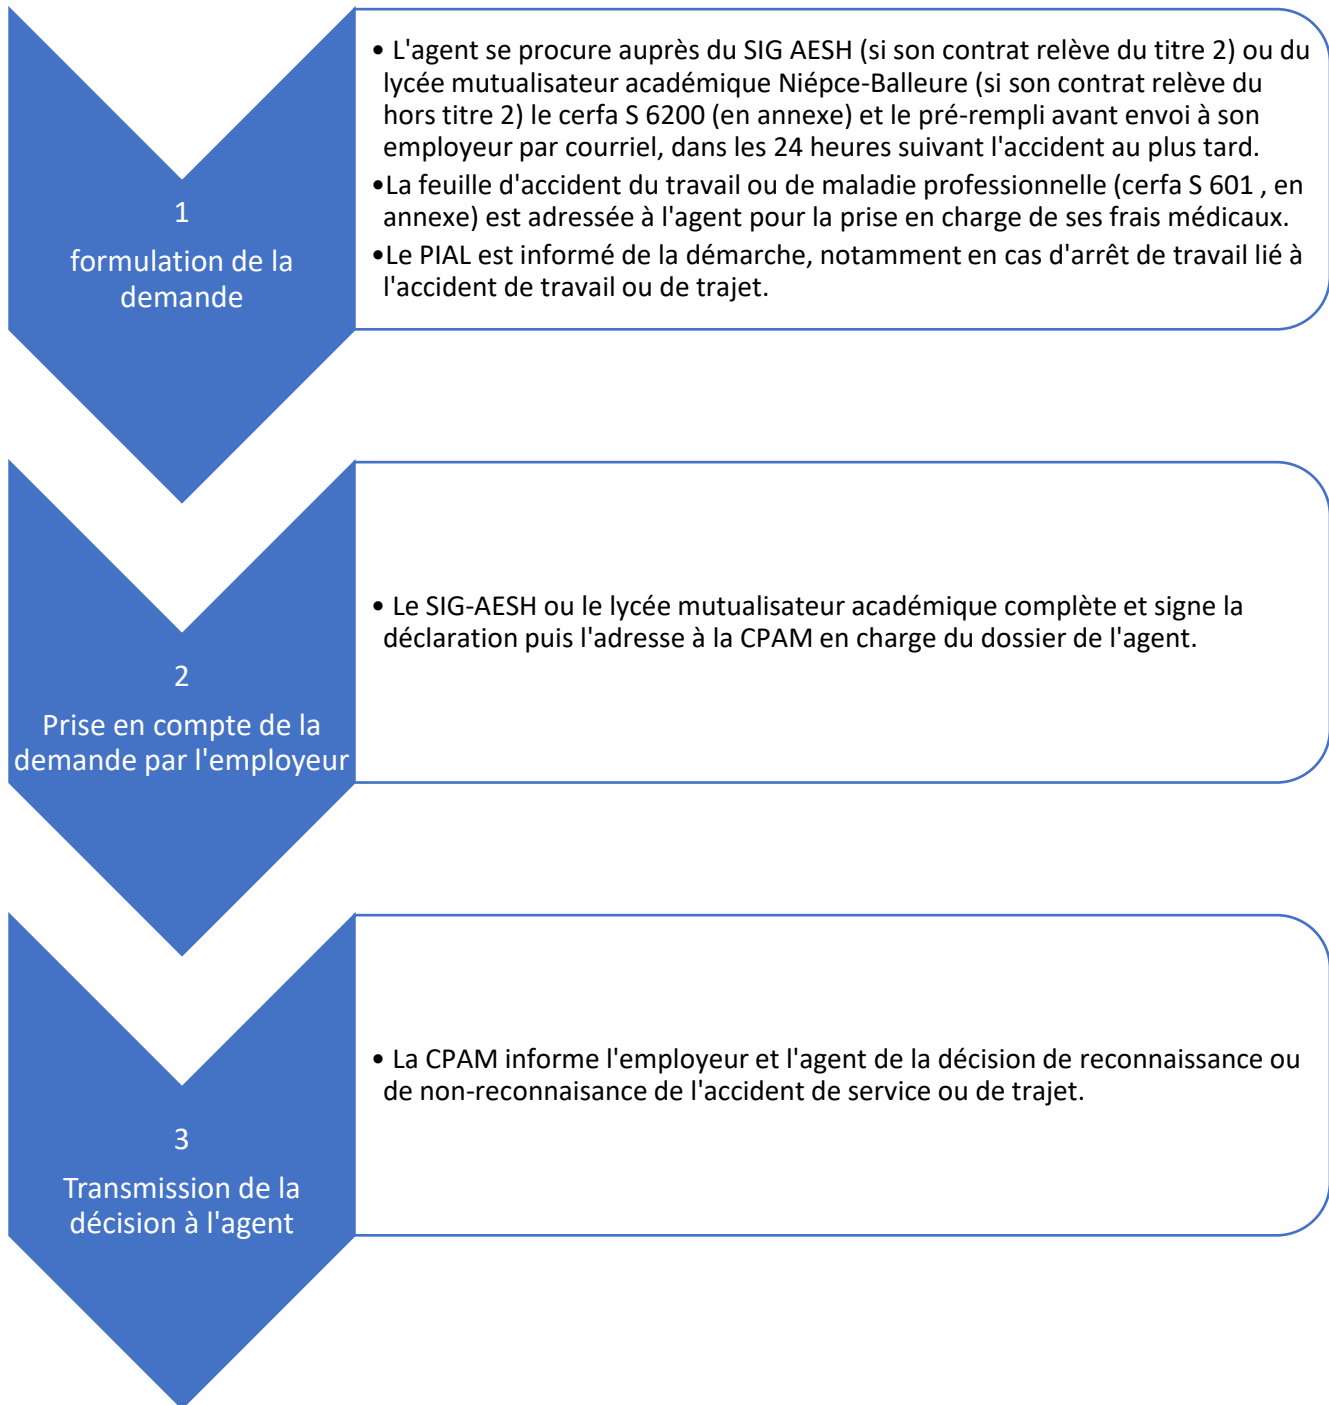 1
formulation de la
demande
• L'agent se procure auprès du SIG AESH (si son contrat relève du titre 2) ou du
lycée mutualisateur académique Niépce-Balleure (si son contrat relève du
hors titre 2) le cerfa S 6200 (en annexe) et le pré-rempli avant envoi à son
employeur par courriel, dans les 24 heures suivant l'accident au plus tard.
•La feuille d'accident du travail ou de maladie professionnelle (cerfa S 601 , en
annexe) est adressée à l'agent pour la prise en charge de ses frais médicaux.
•Le PIAL est informé de la démarche, notamment en cas d'arrêt de travail lié à
l'accident de travail ou de trajet.
2
Prise en compte de la
demande par l'employeur
• Le SIG-AESH ou le lycée mutualisateur académique complète et signe la
déclaration puis l'adresse à la CPAM en charge du dossier de l'agent.
3
Transmission de la
décision à l'agent
• La CPAM informe l'employeur et l'agent de la décision de reconnaissance ou
de non-reconnaisance de l'accident de service ou de trajet.